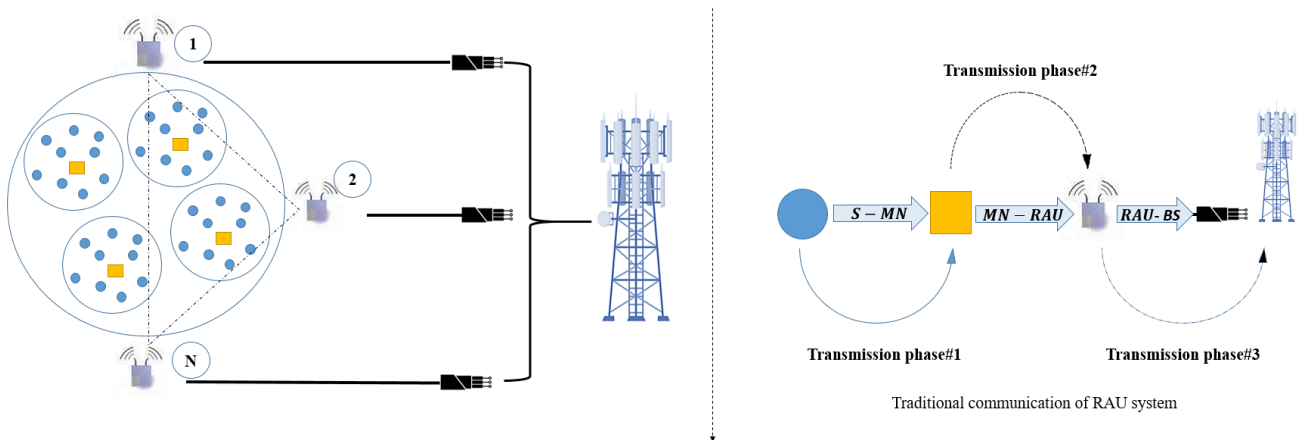 1
2
N
Transmission phase#2
S − MN
MN − RAU
RAU- BS
Transmission phase#1
Transmission phase#3
Traditional communication of RAU system